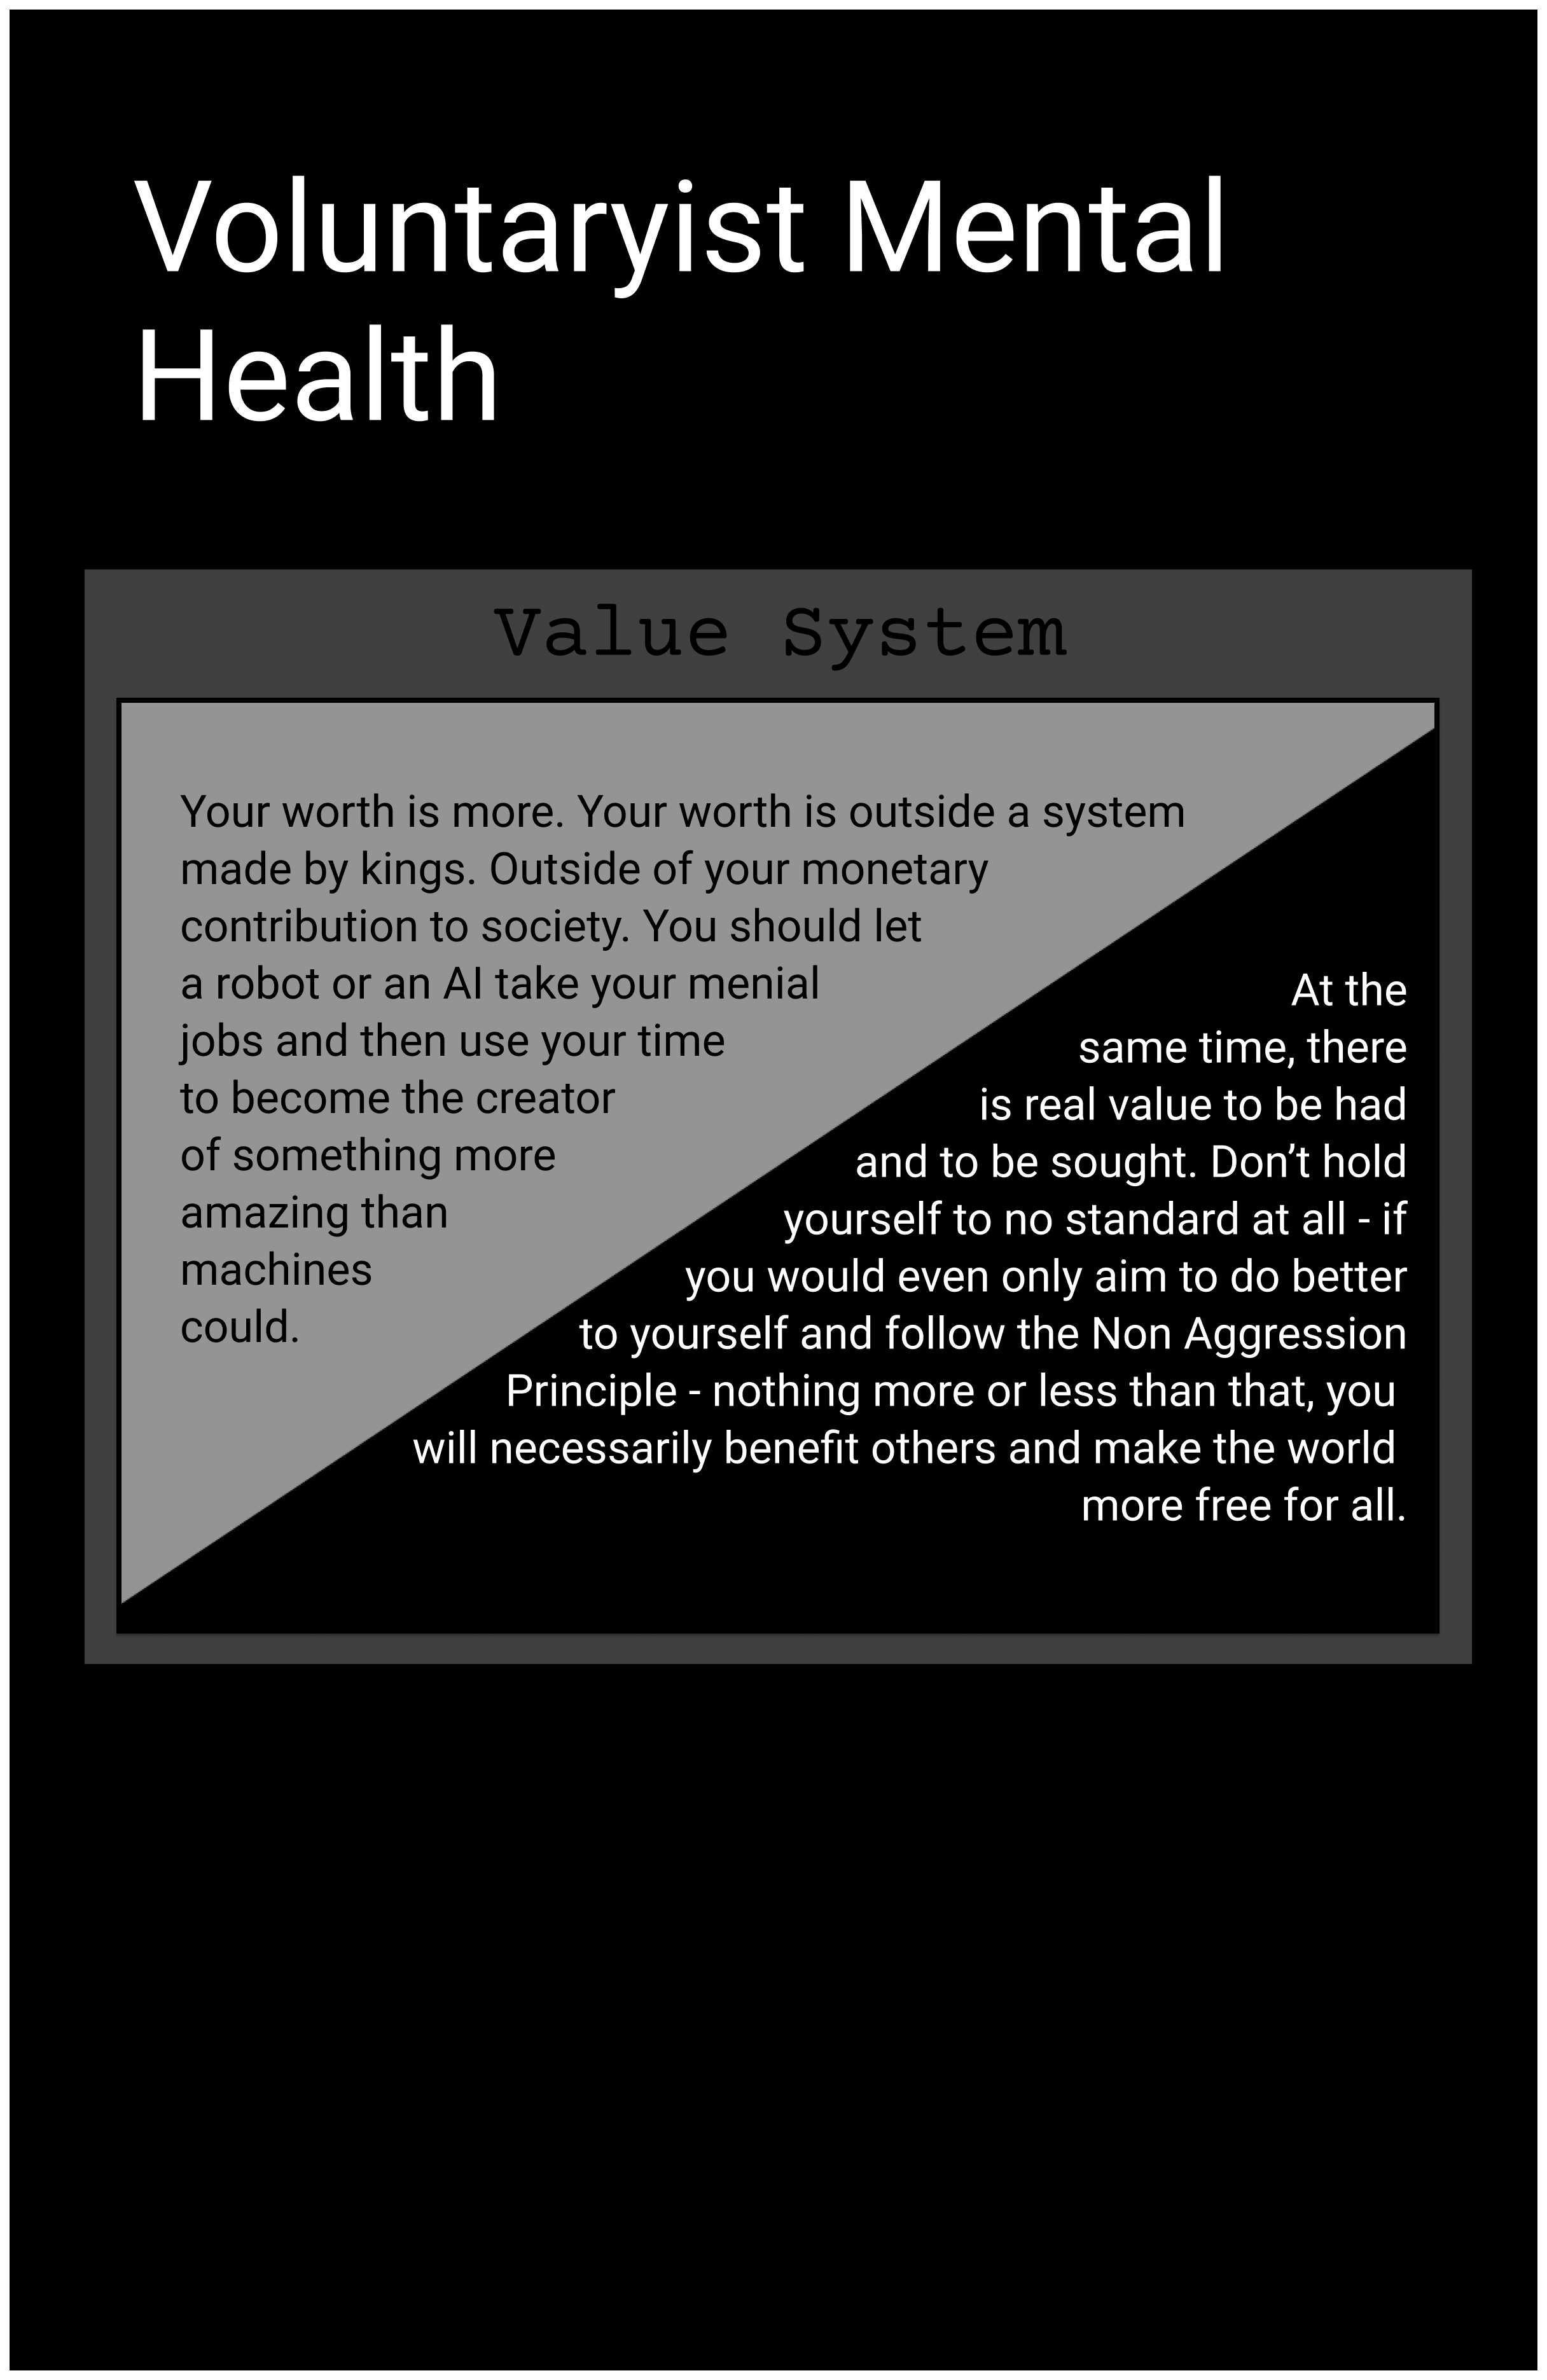 Voluntaryist Mental
Health
Value System
Your worth is more. Your worth is outside a system
made by kings. Outside of your monetary
contribution to society. You should let
a robot or an AI take your menial
jobs and then use your time
to become the creator
of something more
amazing than
machines
could.
At the
same time, there
is real value to be had
and to be sought. Don’t hold
yourself to no standard at all - if
you would even only aim to do better
to yourself and follow the Non Aggression
Principle - nothing more or less than that, you
will necessarily benefit others and make the world
more free for all.